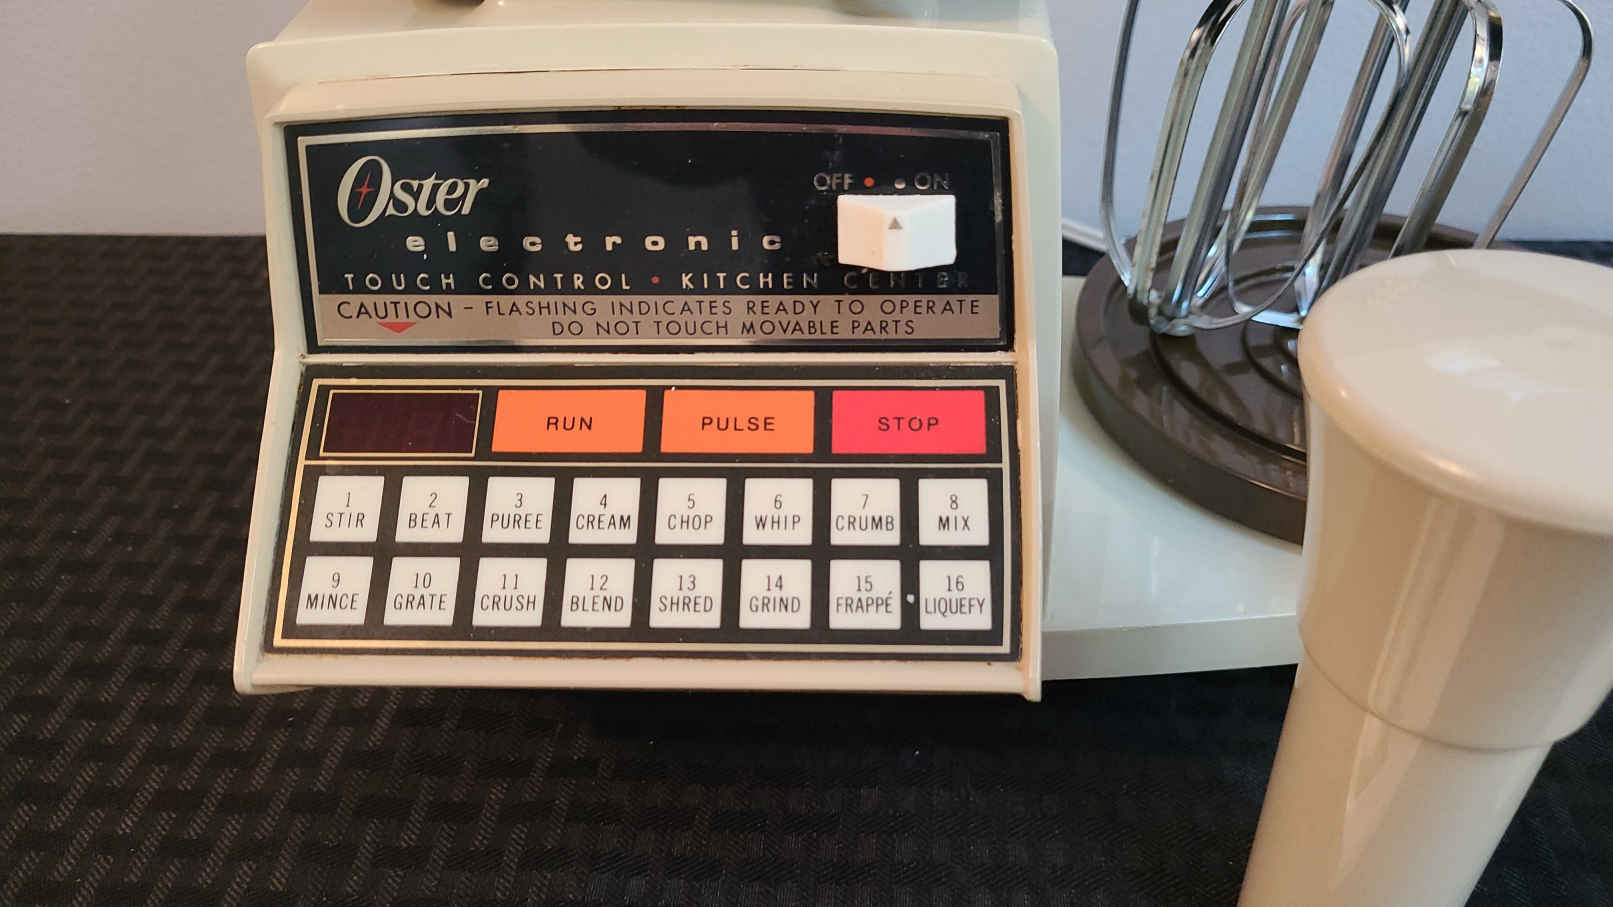 Oster
OFF ON
electronic
TOUCH CONTROL • KITCHEN CENTER
CAUTION - FLASHING INDICATES READY TO OPERATE
DO NOT TOUCH MOVABLE PARTS
RUN PULSE STOP
1 2 3 4 5 6 7 8
STIR BEAT PUREE CREAM CHOP WHIP CRUMB MIX
9 10 11 12 13 14 15 16
MINCE GRATE CRUSH BLEND SHRED GRIND FRAPPÉ LIQUEFY